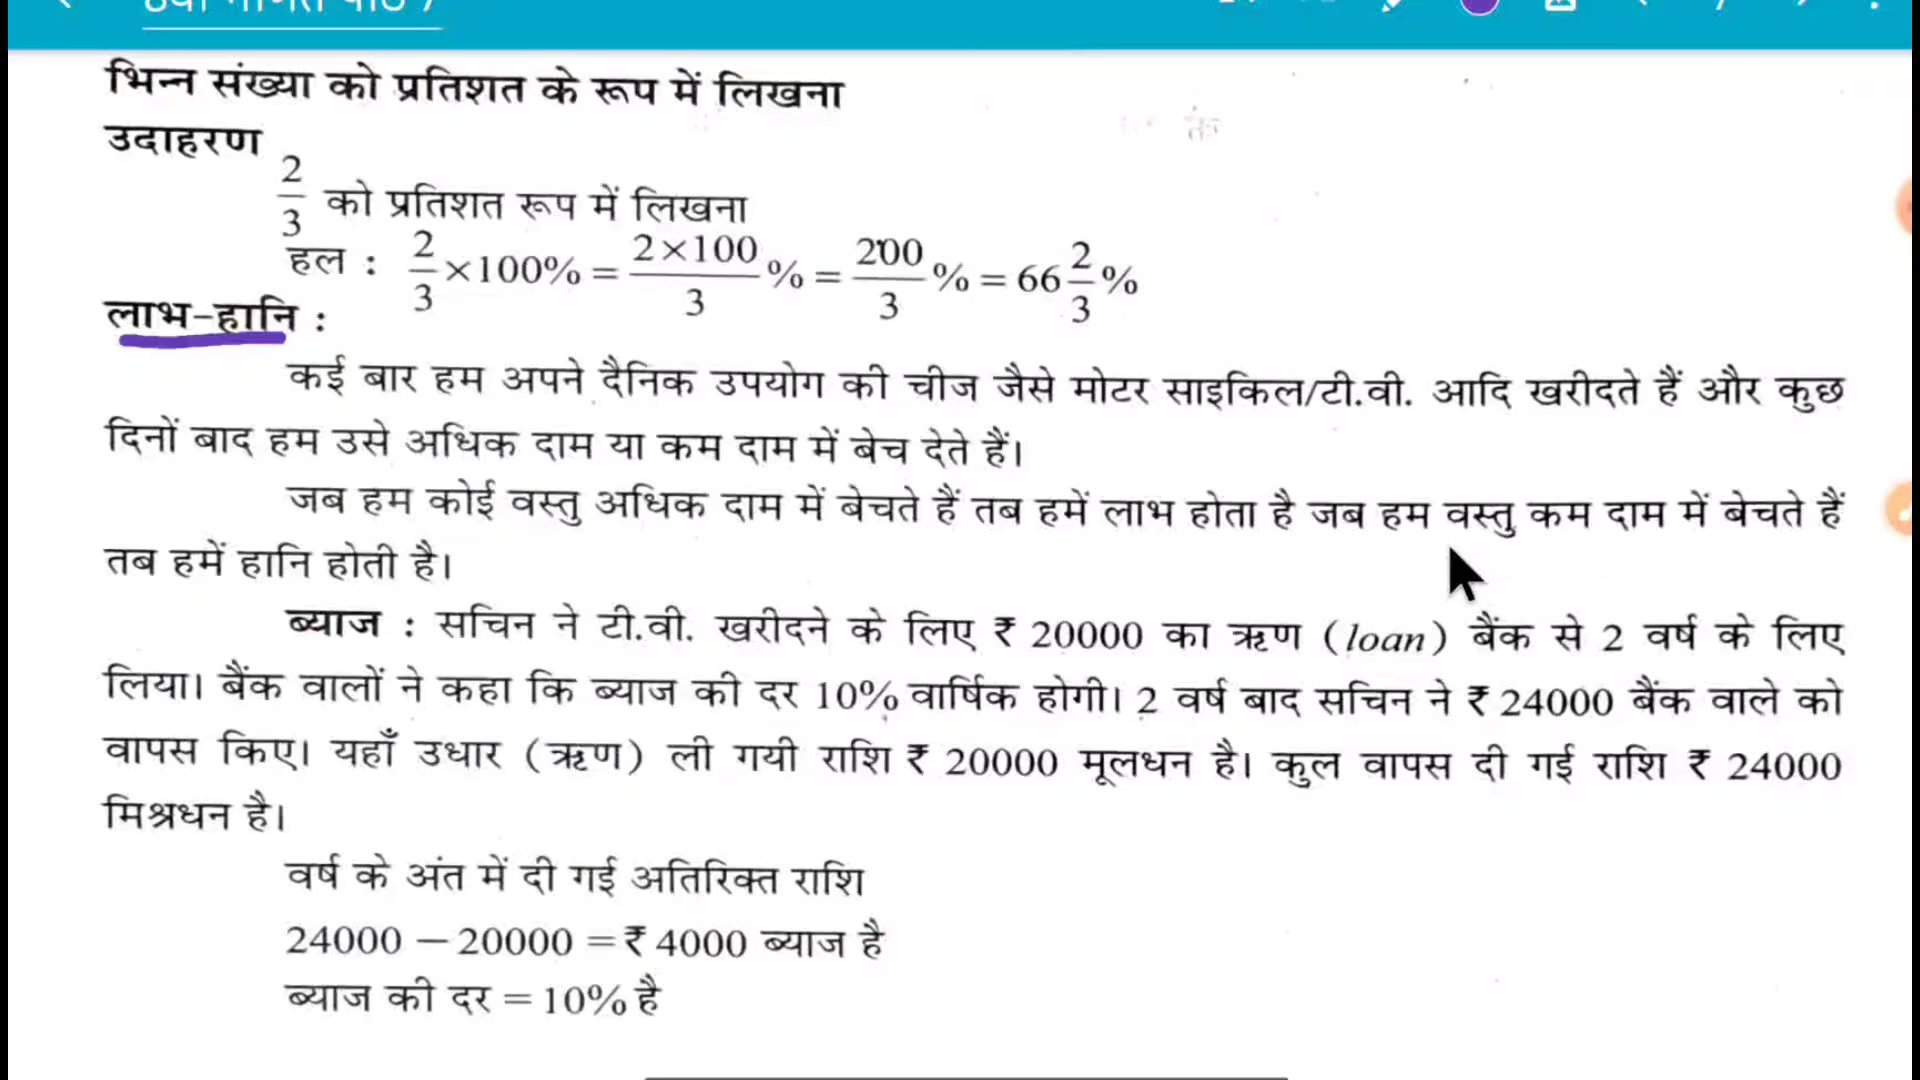 भिन्न संख्या को प्रतिशत के रूप में लिखना
उदाहरण
2/3 को प्रतिशत रूप में लिखना
हल : 2/3 ×100% = 2×100/3 % = 200/3 % = 66 2/3 %
लाभ-हानि :
कई बार हम अपने दैनिक उपयोग की चीज जैसे मोटर साइकिल/टी.वी. आदि खरीदते हैं और कुछ
दिनों बाद हम उसे अधिक दाम या कम दाम में बेच देते हैं।
जब हम कोई वस्तु अधिक दाम में बेचते हैं तब हमें लाभ होता है जब हम वस्तु कम दाम में बेचते हैं
तब हमें हानि होती है।
ब्याज : सचिन ने टी.वी. खरीदने के लिए ₹ 20000 का ऋण (loan) बैंक से 2 वर्ष के लिए
लिया। बैंक वालों ने कहा कि ब्याज की दर 10% वार्षिक होगी। 2 वर्ष बाद सचिन ने ₹ 24000 बैंक वाले को
वापस किए। यहाँ उधार (ऋण) ली गयी राशि ₹ 20000 मूलधन है। कुल वापस दी गई राशि ₹ 24000
मिश्रधन है।
वर्ष के अंत में दी गई अतिरिक्त राशि
24000 – 20000 = ₹ 4000 ब्याज है
ब्याज की दर = 10% है